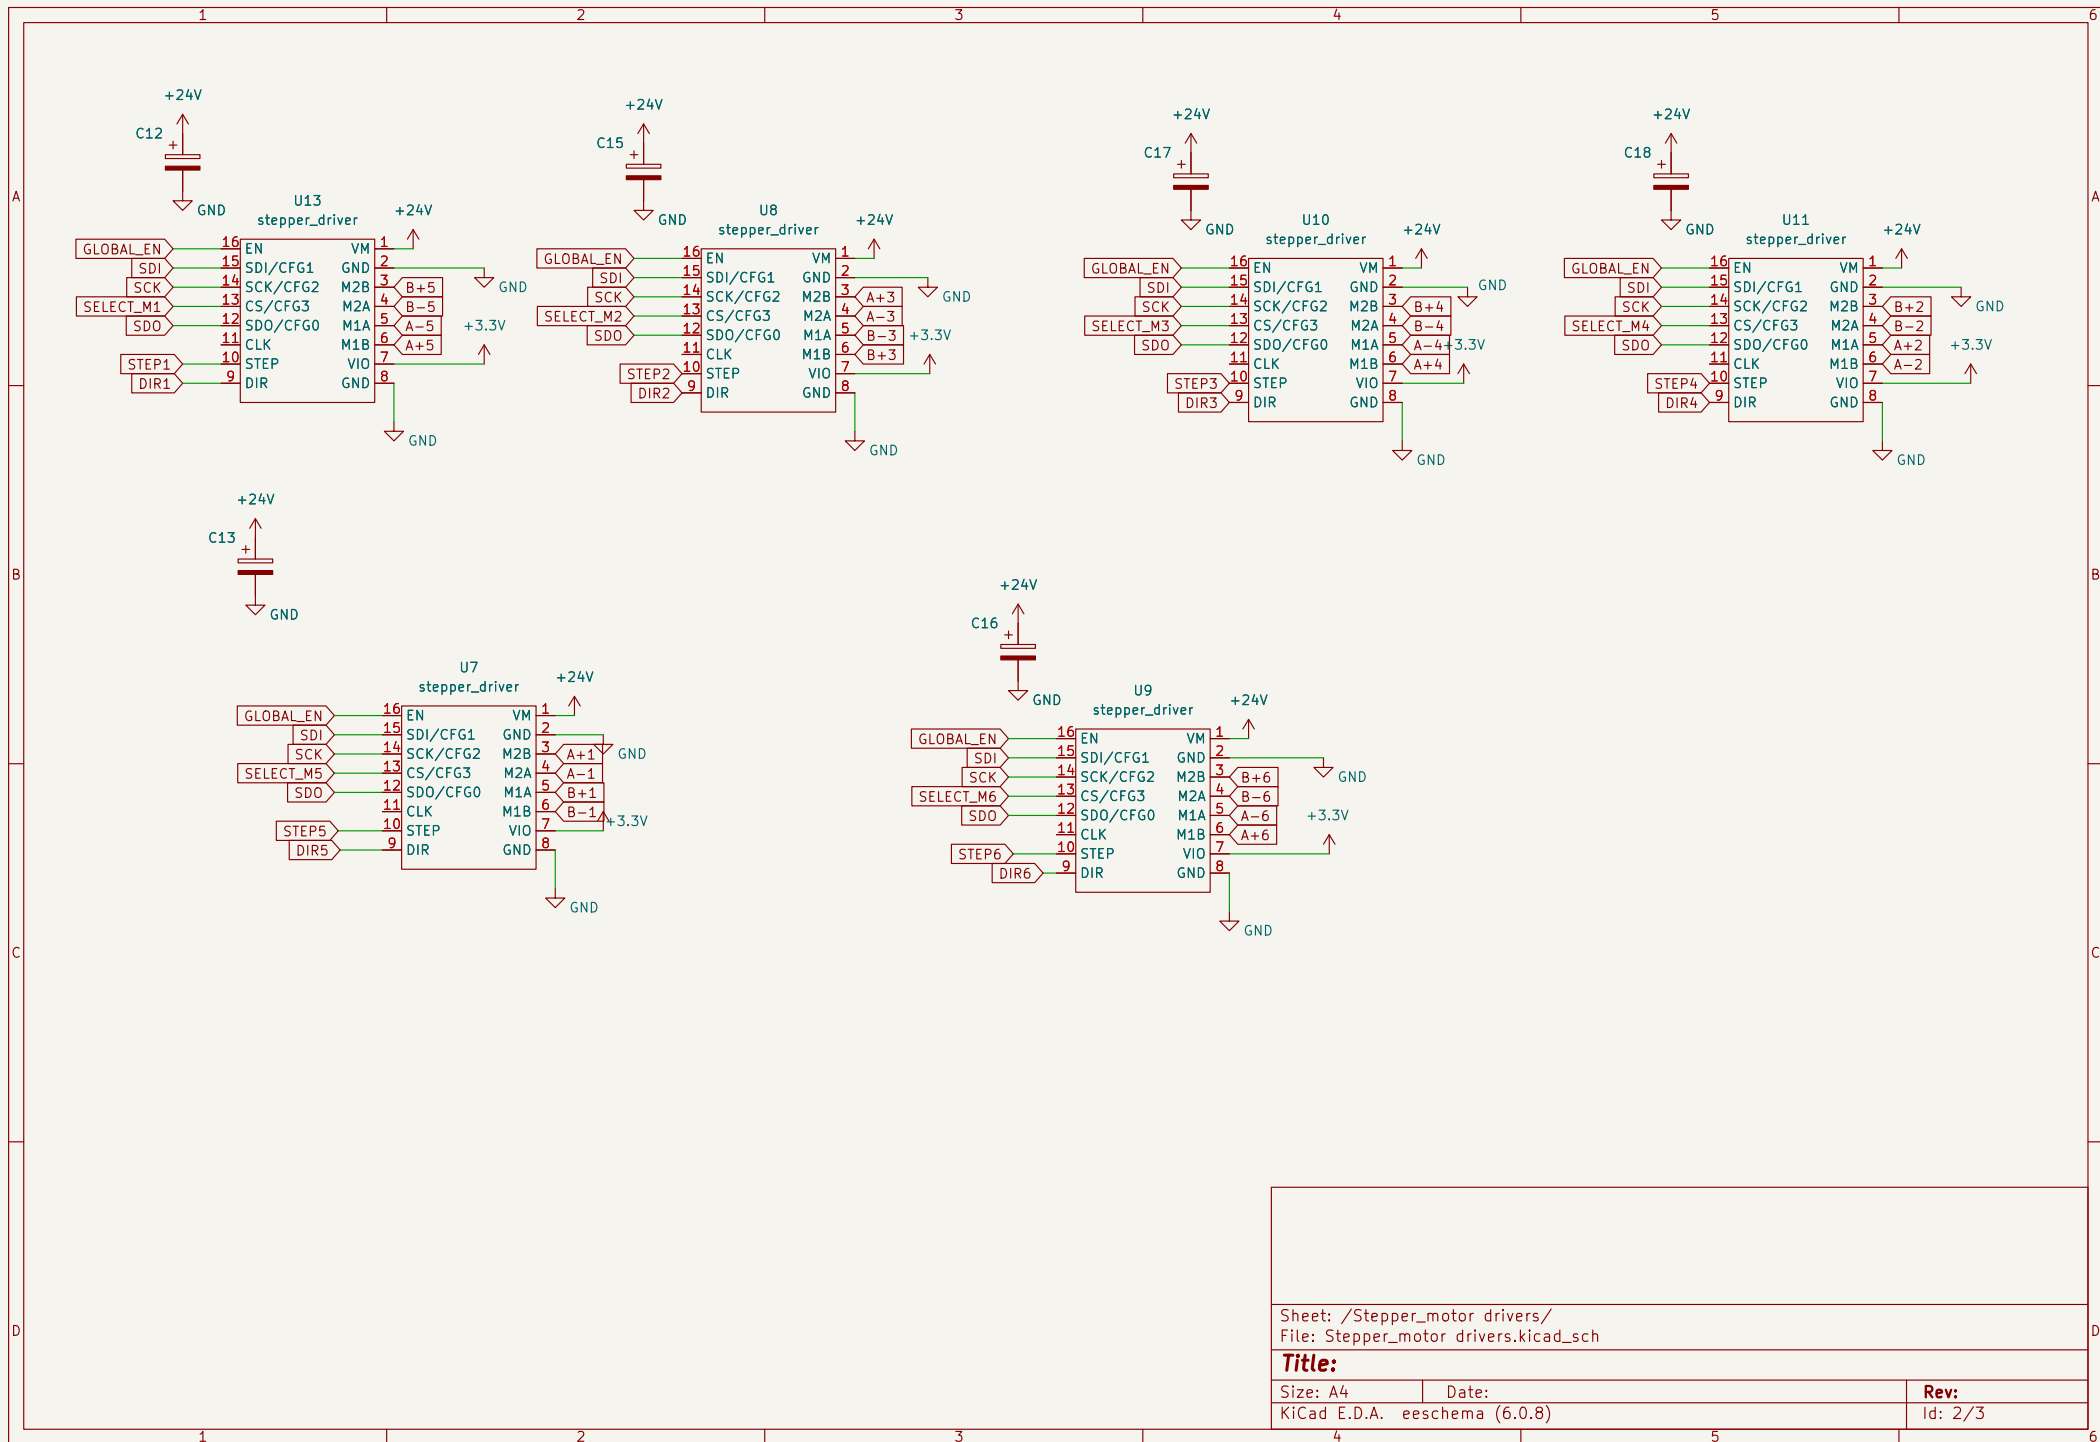 1 2 3 4 5 6
A
B
C
D
A
B
C
D
1 2 3 4 5 6
+24V
C12
+
GND
U13
stepper_driver
+24V
GLOBAL_EN 16 EN VM 1
SDI 15 SDI/CFG1 GND 2 GND
SCK 14 SCK/CFG2 M2B 3 B+5
SELECT_M1 13 CS/CFG3 M2A 4 B-5
SDO 12 SDO/CFG0 M1A 5 A-5 +3.3V
11 CLK M1B 6 A+5
STEP1 10 STEP VIO 7
DIR1 9 DIR GND 8
GND
+24V
C15
+
GND
U8
stepper_driver
+24V
GLOBAL_EN 16 EN VM 1
SDI 15 SDI/CFG1 GND 2 GND
SCK 14 SCK/CFG2 M2B 3 A+3
SELECT_M2 13 CS/CFG3 M2A 4 A-3
SDO 12 SDO/CFG0 M1A 5 B-3 +3.3V
11 CLK M1B 6 B+3
STEP2 10 STEP VIO 7
DIR2 9 DIR GND 8
GND
+24V
C17
+
GND
U10
stepper_driver
+24V
GLOBAL_EN 16 EN VM 1
SDI 15 SDI/CFG1 GND 2 GND
SCK 14 SCK/CFG2 M2B 3 B+4
SELECT_M3 13 CS/CFG3 M2A 4 B-4
SDO 12 SDO/CFG0 M1A 5 A-4 +3.3V
11 CLK M1B 6 A+4
STEP3 10 STEP VIO 7
DIR3 9 DIR GND 8
GND
+24V
C18
+
GND
U11
stepper_driver
+24V
GLOBAL_EN 16 EN VM 1
SDI 15 SDI/CFG1 GND 2 GND
SCK 14 SCK/CFG2 M2B 3 B+2
SELECT_M4 13 CS/CFG3 M2A 4 B-2
SDO 12 SDO/CFG0 M1A 5 A+2 +3.3V
11 CLK M1B 6 A-2
STEP4 10 STEP VIO 7
DIR4 9 DIR GND 8
GND
+24V
C13
+
GND
U7
stepper_driver
+24V
GLOBAL_EN 16 EN VM 1
SDI 15 SDI/CFG1 GND 2 GND
SCK 14 SCK/CFG2 M2B 3 A+1
SELECT_M5 13 CS/CFG3 M2A 4 A-1
SDO 12 SDO/CFG0 M1A 5 B+1
11 CLK M1B 6 B-1 +3.3V
STEP5 10 STEP VIO 7
DIR5 9 DIR GND 8
GND
+24V
C16
+
GND
U9
stepper_driver
+24V
GLOBAL_EN 16 EN VM 1
SDI 15 SDI/CFG1 GND 2 GND
SCK 14 SCK/CFG2 M2B 3 B+6
SELECT_M6 13 CS/CFG3 M2A 4 B-6
SDO 12 SDO/CFG0 M1A 5 A-6 +3.3V
11 CLK M1B 6 A+6
STEP6 10 STEP VIO 7
DIR6 9 DIR GND 8
GND
Sheet: /Stepper_motor drivers/
File: Stepper_motor drivers.kicad_sch
Title:
Size: A4 Date: Rev:
KiCad E.D.A. eeschema (6.0.8) Id: 2/3